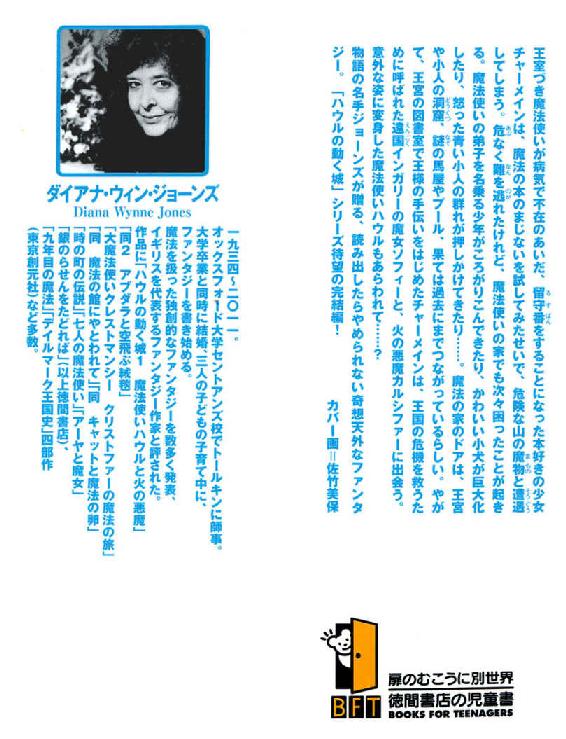 王室づき魔法使いが病気で不在のあいだ、留守番をすることになった本好きの少女
チャーメインは、魔法の本のまじないを試してみたせいで、危険な山の魔物と遭遇
してしまう。危なく難を逃れたけれど、魔法使いの家でも次々困ったことが起き
る。魔法使いの弟子を名乗る少年がころがりこんできたり、かわいい小犬が巨大化
したり、怒った青い小人の群れが押しかけてきたり……。魔法の家のドアは、王宮
や小人の洞窟、謎の馬屋やプール、果ては過去にまでつながっているらしい。やが
て、王宮の図書室で王様の手伝いをはじめたチャーメインは、王国の危機を救うた
めに呼ばれた遠国インガリーの魔女ソフィーと、火の悪魔カルシファーに出会う。
意外な姿に変身した魔法使いハウルもあらわれて……？
物語の名手ジョーンズが贈る、読み出したらやめられない奇想天外なファンタ
ジー。「ハウルの動く城」シリーズ待望の完結編！
カバー画＝佐竹美保
ダイアナ・ウィン・ジョーンズ
Diana Wynne Jones
一九三四〜二〇一一。
オックスフォード大学セントアンズ校でトールキンに師事。
大学卒業と同時に結婚、三人の子どもの子育て中に、
ファンタジーを書き始める。
魔法を扱った独創的なファンタジーを数多く発表、
イギリスを代表するファンタジー作家と評された。
作品に「ハウルの動く城1 魔法使いハウルと火の悪魔」
「同2 アブダラと空飛ぶ絨毯」
「大魔法使いクレストマンシー クリストファーの魔法の旅」
「同 魔法の館にやとわれて」「同 キャットと魔法の卵」
「時の町の伝説」「七人の魔法使い」「アーヤと魔女」
「銀のらせんをたどれば」（以上徳間書店）、
「九年目の魔法」「デイルマーク王国史」四部作
（東京創元社）など多数。
BFT
扉のむこうに別世界
徳間書店の児童書
BOOKS FOR TEENAGERS